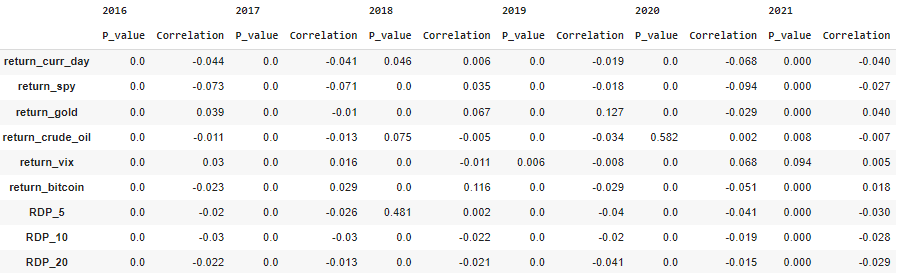 2016 2017 2018 2019 2020 2021
P_value Correlation P_value Correlation P_value Correlation P_value Correlation P_value Correlation P_value Correlation
return_curr_day 0.0 -0.044 0.0 -0.041 0.046 0.006 0.0 -0.019 0.0 -0.068 0.000 -0.040
return_spy 0.0 -0.073 0.0 -0.071 0.0 0.035 0.0 -0.018 0.0 -0.094 0.000 -0.027
return_gold 0.0 0.039 0.0 -0.01 0.0 0.067 0.0 0.127 0.0 -0.029 0.000 0.040
return_crude_oil 0.0 -0.011 0.0 -0.013 0.075 -0.005 0.0 -0.034 0.582 0.002 0.008 -0.007
return_vix 0.0 0.03 0.0 0.016 0.0 -0.011 0.006 -0.008 0.0 0.068 0.094 0.005
return_bitcoin 0.0 -0.023 0.0 0.029 0.0 0.116 0.0 -0.029 0.0 -0.051 0.000 0.018
RDP_5 0.0 -0.02 0.0 -0.026 0.481 0.002 0.0 -0.04 0.0 -0.041 0.000 -0.030
RDP_10 0.0 -0.03 0.0 -0.03 0.0 -0.022 0.0 -0.02 0.0 -0.019 0.000 -0.028
RDP_20 0.0 -0.022 0.0 -0.013 0.0 -0.021 0.0 -0.041 0.0 -0.015 0.000 -0.029